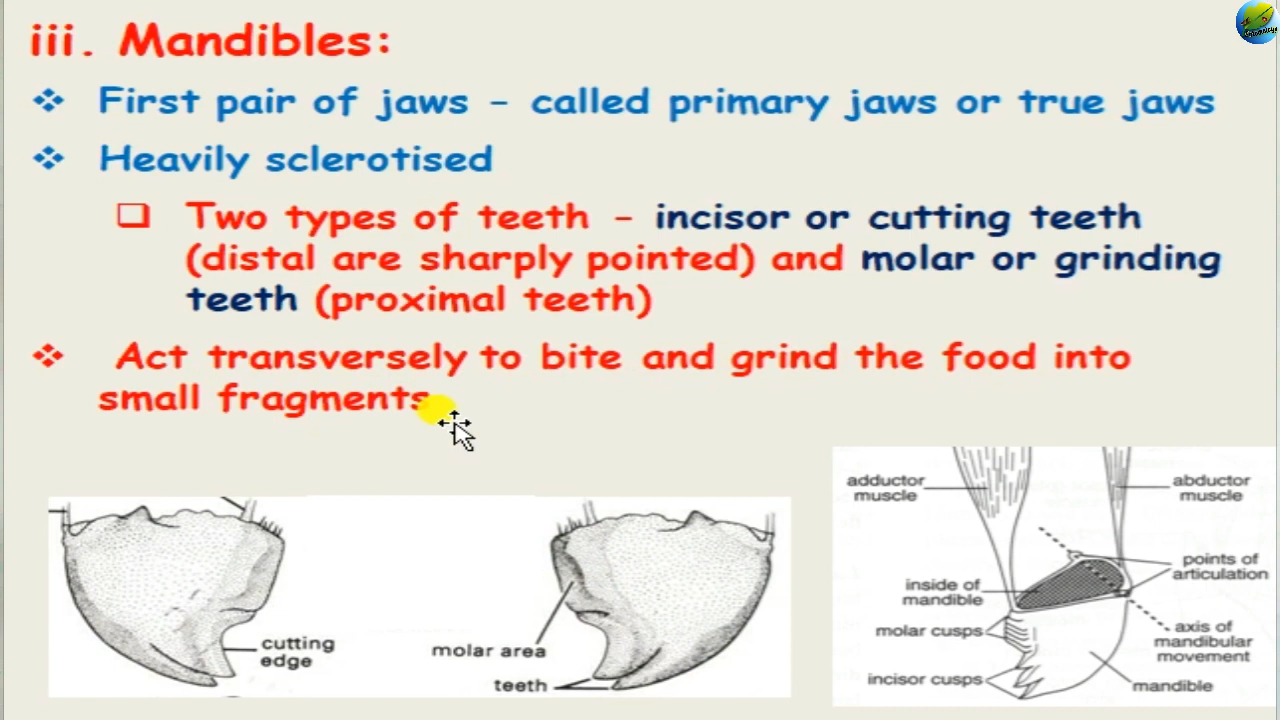 iii. Mandibles:
❖ First pair of jaws - called primary jaws or true jaws
❖ Heavily sclerotised
❑ Two types of teeth - incisor or cutting teeth
(distal are sharply pointed) and molar or grinding
teeth (proximal teeth)
❖ Act transversely to bite and grind the food into
small fragments
cutting
edge
molar area
teeth
adductor
muscle
abductor
muscle
points of
articulation
inside of
mandible
molar cusps
axis of
mandibular
movement
incisor cusps
mandible